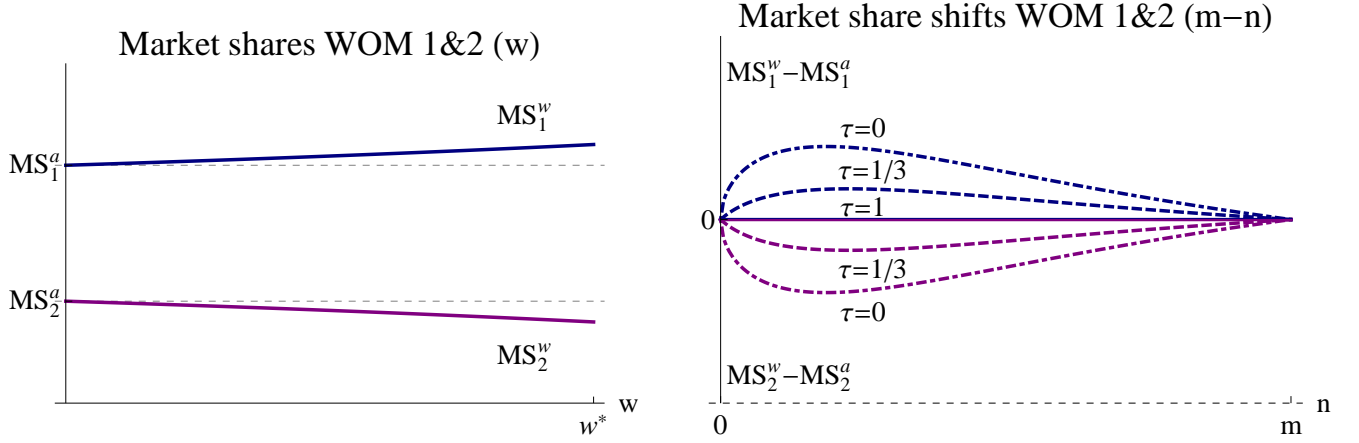 Market shares WOM 1&2 (w)
MS₁ʷ
MS₁ᵃ
MS₂ᵃ
MS₂ʷ
w
w*
Market share shifts WOM 1&2 (m−n)
MS₁ʷ−MS₁ᵃ
τ=0
τ=1/3
0
τ=1
τ=1/3
τ=0
MS₂ʷ−MS₂ᵃ
n
0
m